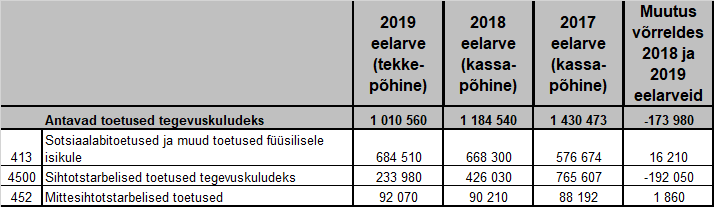 2019 eelarve (tekke-põhine) 2018 eelarve (kassa-põhine) 2017 eelarve (kassa-põhine) Muutus võrreldes 2018 ja 2019 eelarveid
Antavad toetused tegevuskuludeks 1 010 560 1 184 540 1 430 473 -173 980
413 Sotsiaalabitoetused ja muud toetused füüsilisele isikule 684 510 668 300 576 674 16 210
4500 Sihtotstarbelised toetused tegevuskuludeks 233 980 426 030 765 607 -192 050
452 Mittesihtotstarbelised toetused 92 070 90 210 88 192 1 860